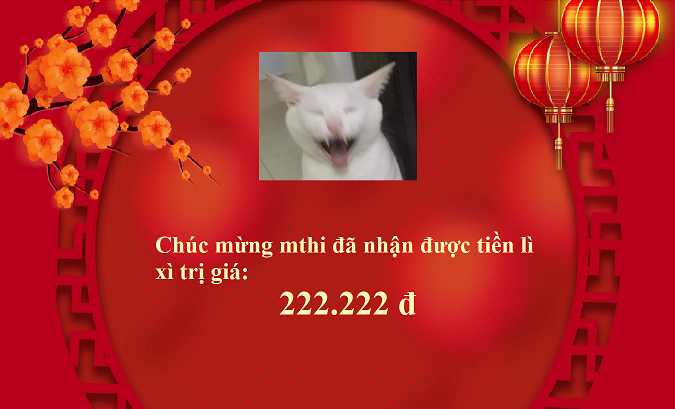 Chúc mừng mthi đã nhận được tiền lì
xì trị giá:
222.222 đ